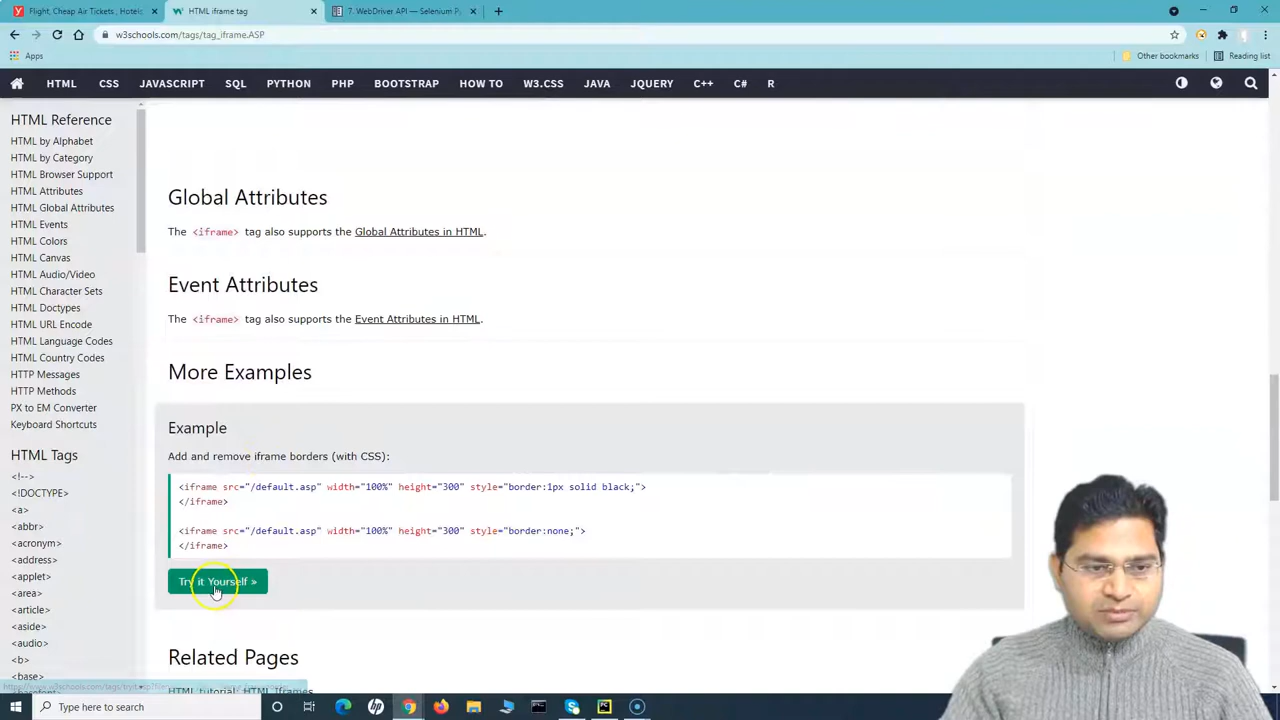 Flight, Cheap Air Tickets , Hotels
HTML iframe tag
7. WebDriver API — Selenium P
w3schools.com/tags/tag_iframe.ASP
Apps
Other bookmarks
Reading list
HTML CSS JAVASCRIPT SQL PYTHON PHP BOOTSTRAP HOW TO W3.CSS JAVA JQUERY C++ C# R
HTML Reference
HTML by Alphabet
HTML by Category
HTML Browser Support
HTML Attributes
HTML Global Attributes
HTML Events
HTML Colors
HTML Canvas
HTML Audio/Video
HTML Character Sets
HTML Doctypes
HTML URL Encode
HTML Language Codes
HTML Country Codes
HTTP Messages
HTTP Methods
PX to EM Converter
Keyboard Shortcuts
HTML Tags
<!-->
<!DOCTYPE>
<a>
<abbr>
<acronym>
<address>
<applet>
<area>
<article>
<aside>
<audio>
<b>
<base>
Global Attributes
The <iframe> tag also supports the Global Attributes in HTML.
Event Attributes
The <iframe> tag also supports the Event Attributes in HTML.
More Examples
Example
Add and remove iframe borders (with CSS):
<iframe src="/default.asp" width="100%" height="300" style="border:1px solid black;">
</iframe>
<iframe src="/default.asp" width="100%" height="300" style="border:none;">
</iframe>
Try it Yourself »
Related Pages
HTML tutorial: HTML Iframes
Type here to search